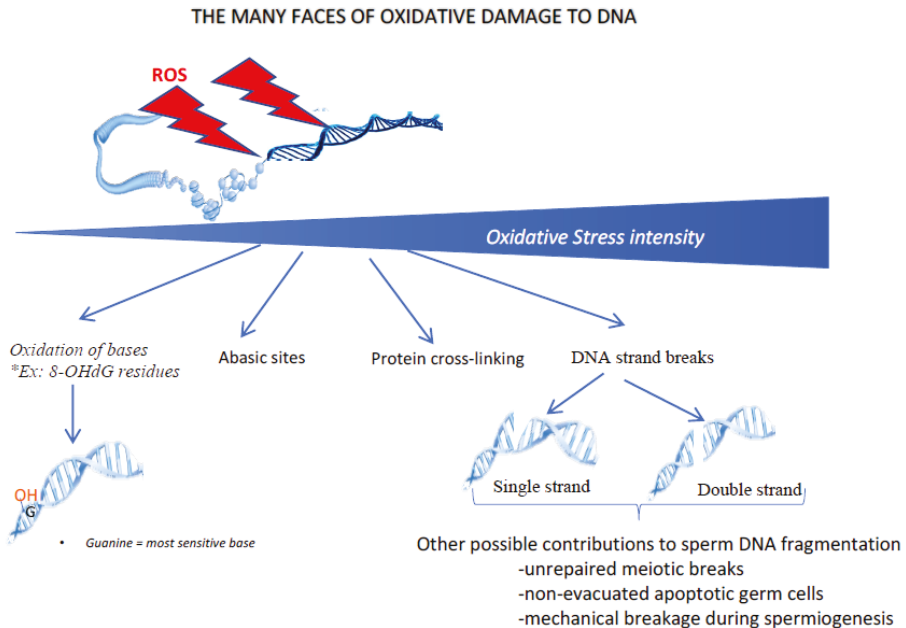 THE MANY FACES OF OXIDATIVE DAMAGE TO DNA
ROS
Oxidative Stress intensity
Oxidation of bases
*Ex: 8-OHdG residues
Abasic sites
Protein cross-linking
DNA strand breaks
OH
G
• Guanine = most sensitive base
Single strand
Double strand
Other possible contributions to sperm DNA fragmentation
-unrepaired meiotic breaks
-non-evacuated apoptotic germ cells
-mechanical breakage during spermiogenesis